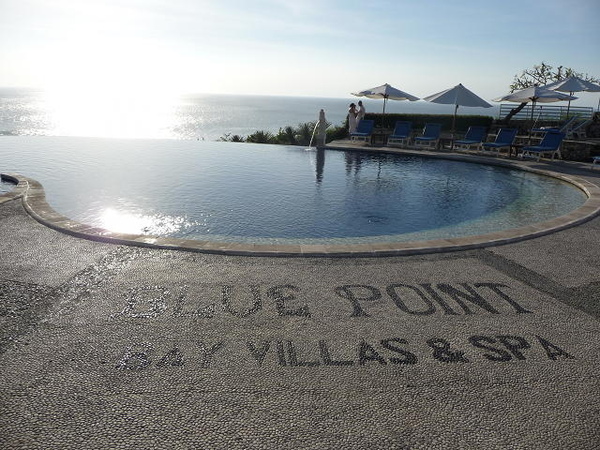 BLUE POINT
BAY VILLAS & SPA